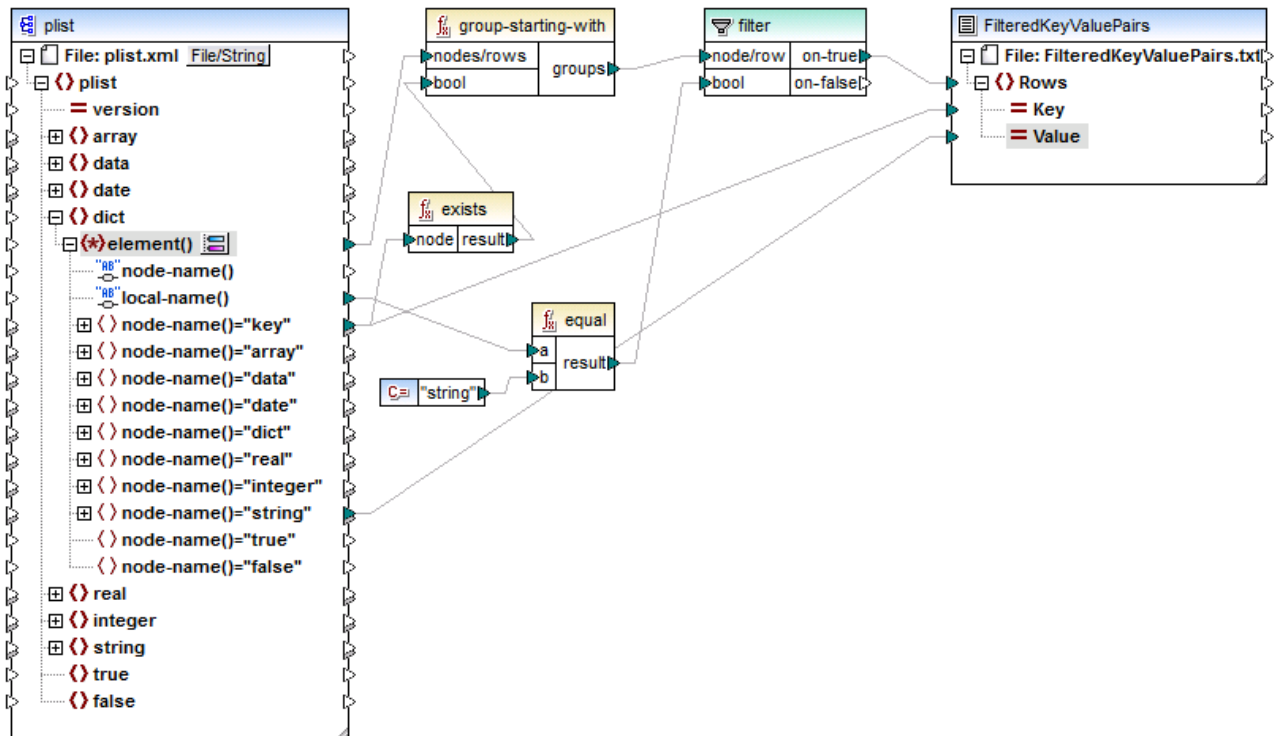 plist
File: plist.xml File/String
plist
version
array
data
date
dict
element()
"AB" node-name()
"AB" local-name()
node-name()="key"
node-name()="array"
node-name()="data"
node-name()="date"
node-name()="dict"
node-name()="real"
node-name()="integer"
node-name()="string"
node-name()="true"
node-name()="false"
real
integer
string
true
false
group-starting-with
nodes/rows
bool
groups
exists
node result
C= "string"
equal
a
b
result
filter
node/row on-true
bool on-false
FilteredKeyValuePairs
File: FilteredKeyValuePairs.txt
Rows
Key
Value